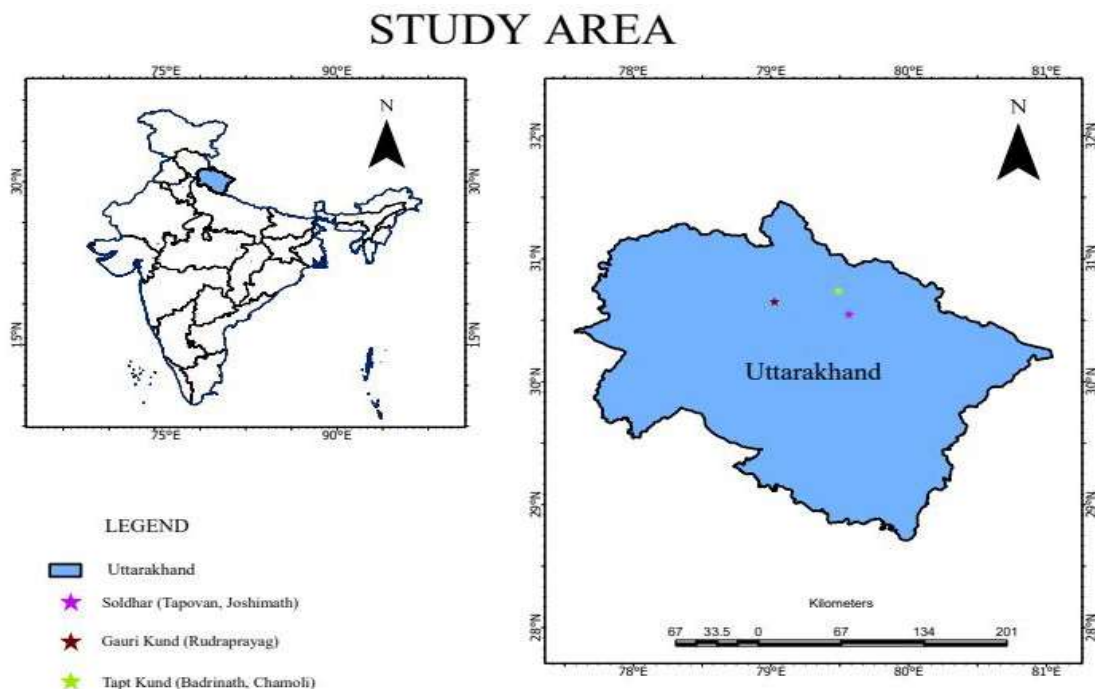 STUDY AREA
75°E 90°E
N
30°N 30°N
15°N 15°N
75°E 90°E
78°E 79°E 80°E 81°E
N
32°N 32°N
31°N 31°N
30°N 30°N
29°N 29°N
28°N 28°N
Uttarakhand
Kilometers
67 33.5 0 67 134 201
78°E 79°E 80°E 81°E
LEGEND
Uttarakhand
Soldhar (Tapovan, Joshimath)
Gauri Kund (Rudraprayag)
Tapt Kund (Badrinath, Chamoli)